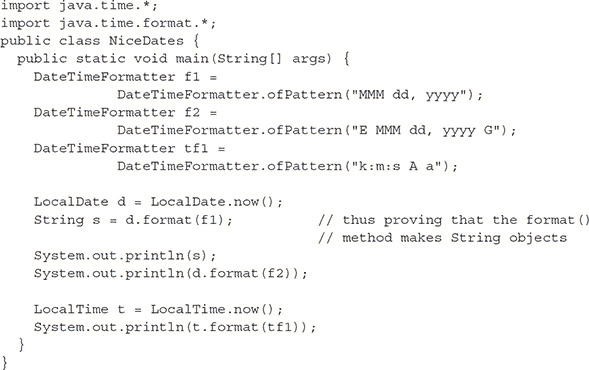 import java.time.*;
import java.time.format.*;
public class NiceDates {
  public static void main(String[] args) {
    DateTimeFormatter f1 =
              DateTimeFormatter.ofPattern("MMM dd, yyyy");
    DateTimeFormatter f2 =
              DateTimeFormatter.ofPattern("E MMM dd, yyyy G");
    DateTimeFormatter tf1 =
              DateTimeFormatter.ofPattern("k:m:s A a");
    LocalDate d = LocalDate.now();
    String s = d.format(f1);          // thus proving that the format()
                                      // method makes String objects
    System.out.println(s);
    System.out.println(d.format(f2));
    LocalTime t = LocalTime.now();
    System.out.println(t.format(tf1));
  }
}